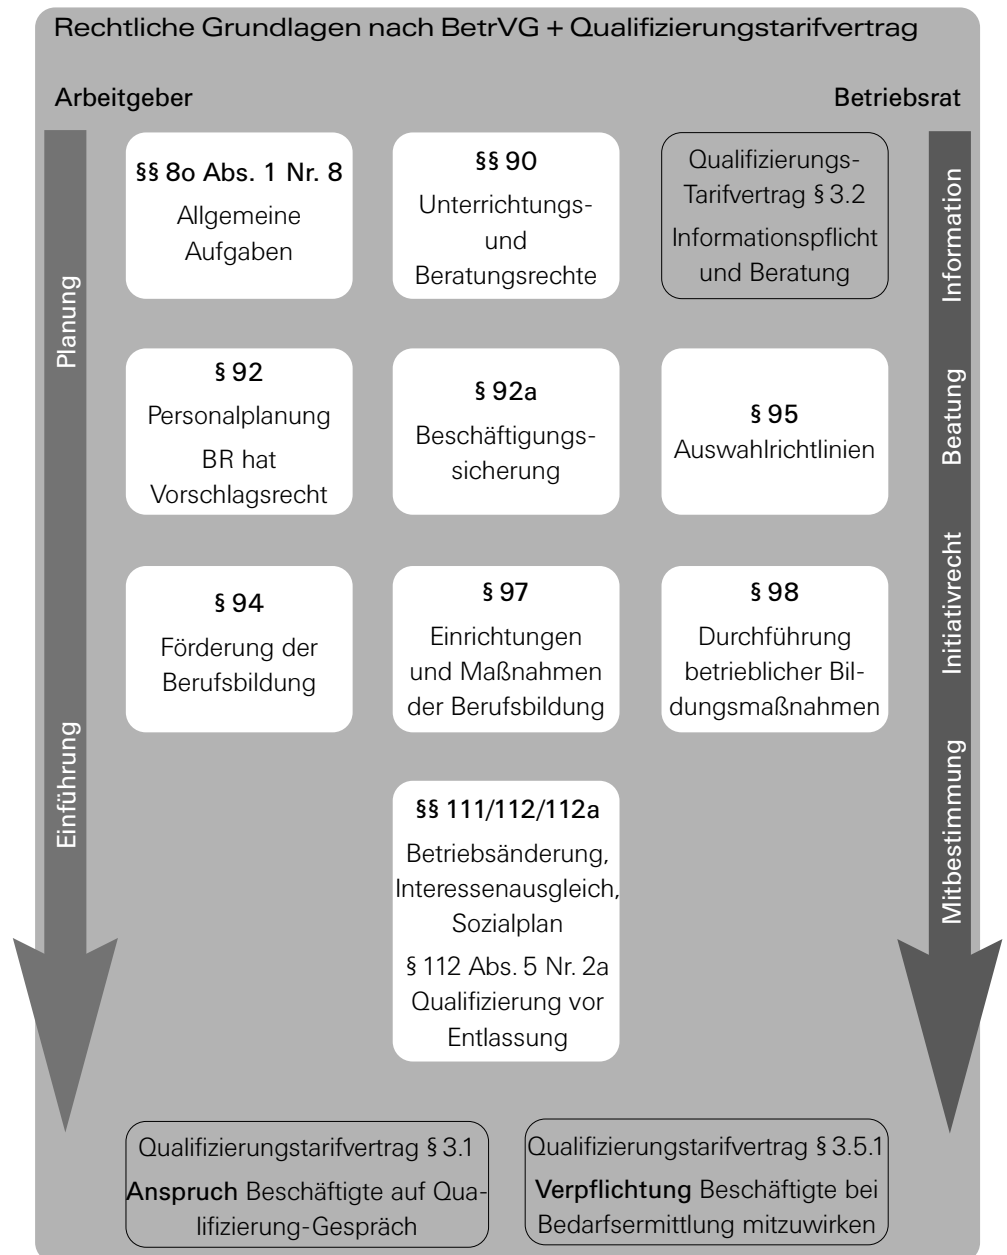 Rechtliche Grundlagen nach BetrVG + Qualifizierungstarifvertrag
Arbeitgeber
Betriebsrat
Planung
Einführung
§§ 8o Abs. 1 Nr. 8
Allgemeine
Aufgaben
§§ 90
Unterrichtungs-
und
Beratungsrechte
Qualifizierungs-
Tarifvertrag § 3.2
Informationspflicht
und Beratung
§ 92
Personalplanung
BR hat
Vorschlagsrecht
§ 92a
Beschäftigungs-
sicherung
§ 95
Auswahlrichtlinien
§ 94
Förderung der
Berufsbildung
§ 97
Einrichtungen
und Maßnahmen
der Berufsbildung
§ 98
Durchführung
betrieblicher Bil-
dungsmaßnahmen
§§ 111/112/112a
Betriebsänderung,
Interessenausgleich,
Sozialplan
§ 112 Abs. 5 Nr. 2a
Qualifizierung vor
Entlassung
Information
Beatung
Initiativrecht
Mitbestimmung
Qualifizierungstarifvertrag § 3.1
Anspruch Beschäftigte auf Qua-
lifizierung-Gespräch
Qualifizierungstarifvertrag § 3.5.1
Verpflichtung Beschäftigte bei
Bedarfsermittlung mitzuwirken